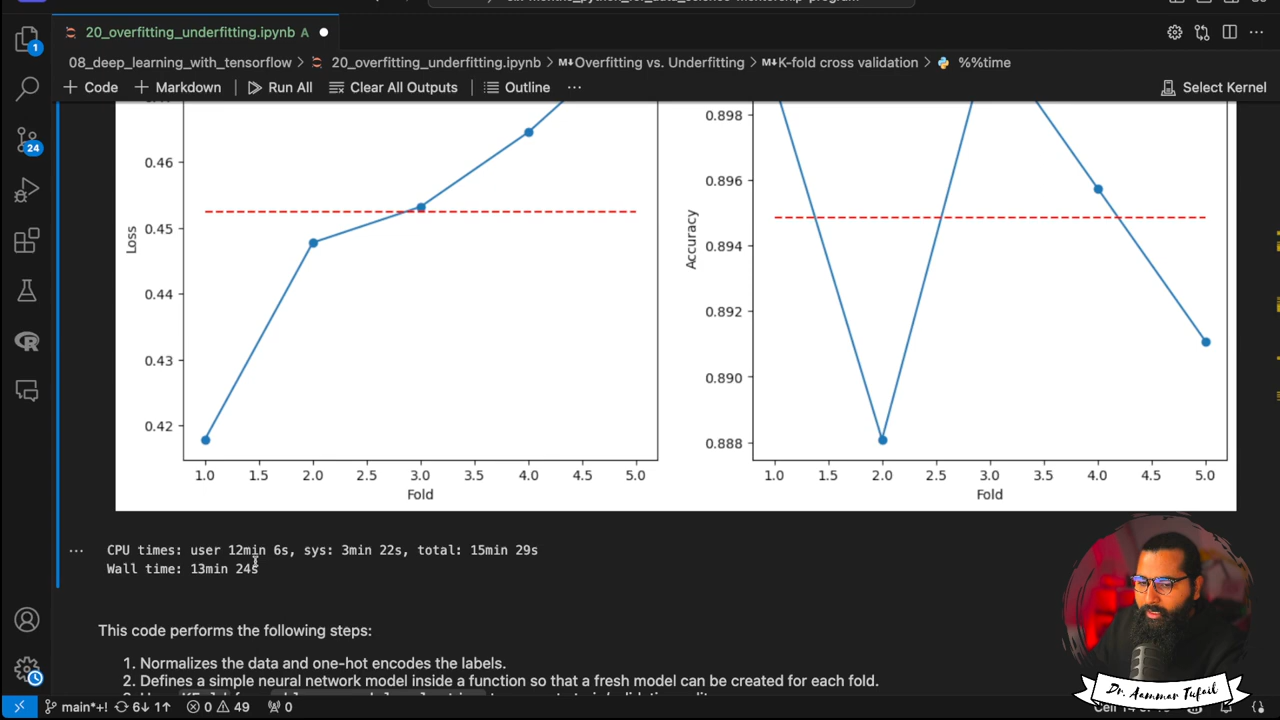 20_overfitting_underfitting.ipynb A
08_deep_learning_with_tensorflow > 20_overfitting_underfitting.ipynb > M↓Overfitting vs. Underfitting > M↓K-fold cross validation > %%time
+ Code + Markdown Run All Clear All Outputs Outline ... Select Kernel
1
24
0.46
0.45
0.44
0.43
0.42
Loss
1.0 1.5 2.0 2.5 3.0 3.5 4.0 4.5 5.0
Fold
0.898
0.896
0.894
0.892
0.890
0.888
Accuracy
1.0 1.5 2.0 2.5 3.0 3.5 4.0 4.5 5.0
Fold
CPU times: user 12min 6s, sys: 3min 22s, total: 15min 29s
Wall time: 13min 24s
This code performs the following steps:
1. Normalizes the data and one-hot encodes the labels.
2. Defines a simple neural network model inside a function so that a fresh model can be created for each fold.
Dr. Aammar Tufail
main*+! 6↓ 1↑ 0 49 0